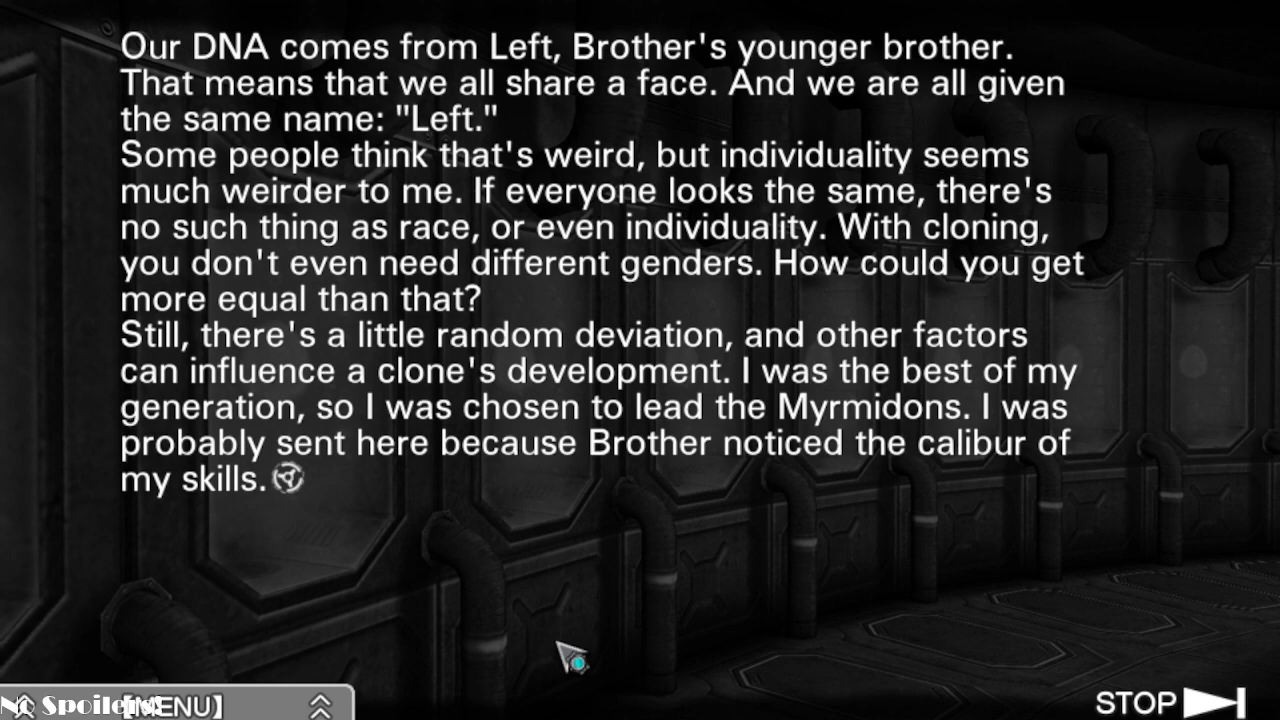 Our DNA comes from Left, Brother's younger brother.
That means that we all share a face. And we are all given
the same name: "Left."
Some people think that's weird, but individuality seems
much weirder to me. If everyone looks the same, there's
no such thing as race, or even individuality. With cloning,
you don't even need different genders. How could you get
more equal than that?
Still, there's a little random deviation, and other factors
can influence a clone's development. I was the best of my
generation, so I was chosen to lead the Myrmidons. I was
probably sent here because Brother noticed the calibur of
my skills.
No Spoilers
[MENU]
STOP